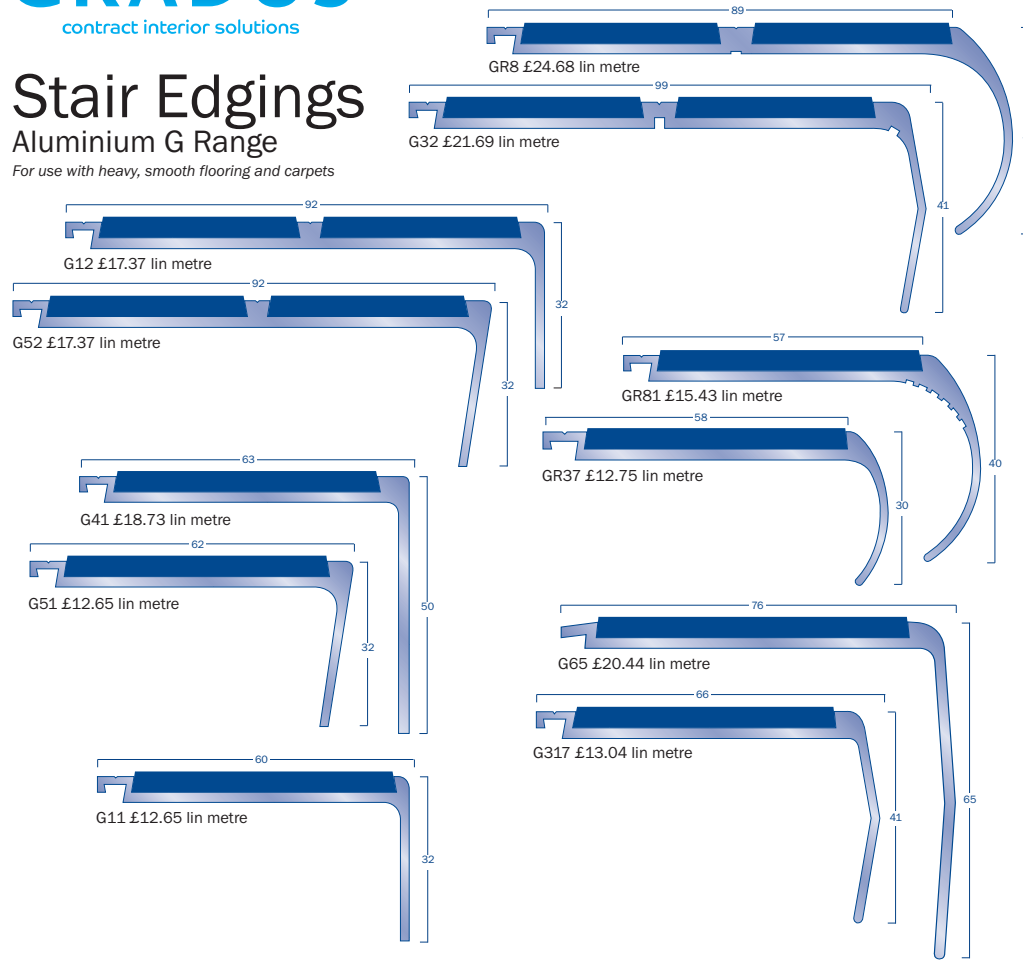 GRADUS
contract interior solutions
Stair Edgings
Aluminium G Range
For use with heavy, smooth flooring and carpets
89
GR8 £24.68 lin metre
99
G32 £21.69 lin metre
41
92
G12 £17.37 lin metre
32
92
G52 £17.37 lin metre
32
57
GR81 £15.43 lin metre
40
58
GR37 £12.75 lin metre
30
63
G41 £18.73 lin metre
50
62
G51 £12.65 lin metre
32
76
G65 £20.44 lin metre
65
66
G317 £13.04 lin metre
41
60
G11 £12.65 lin metre
32